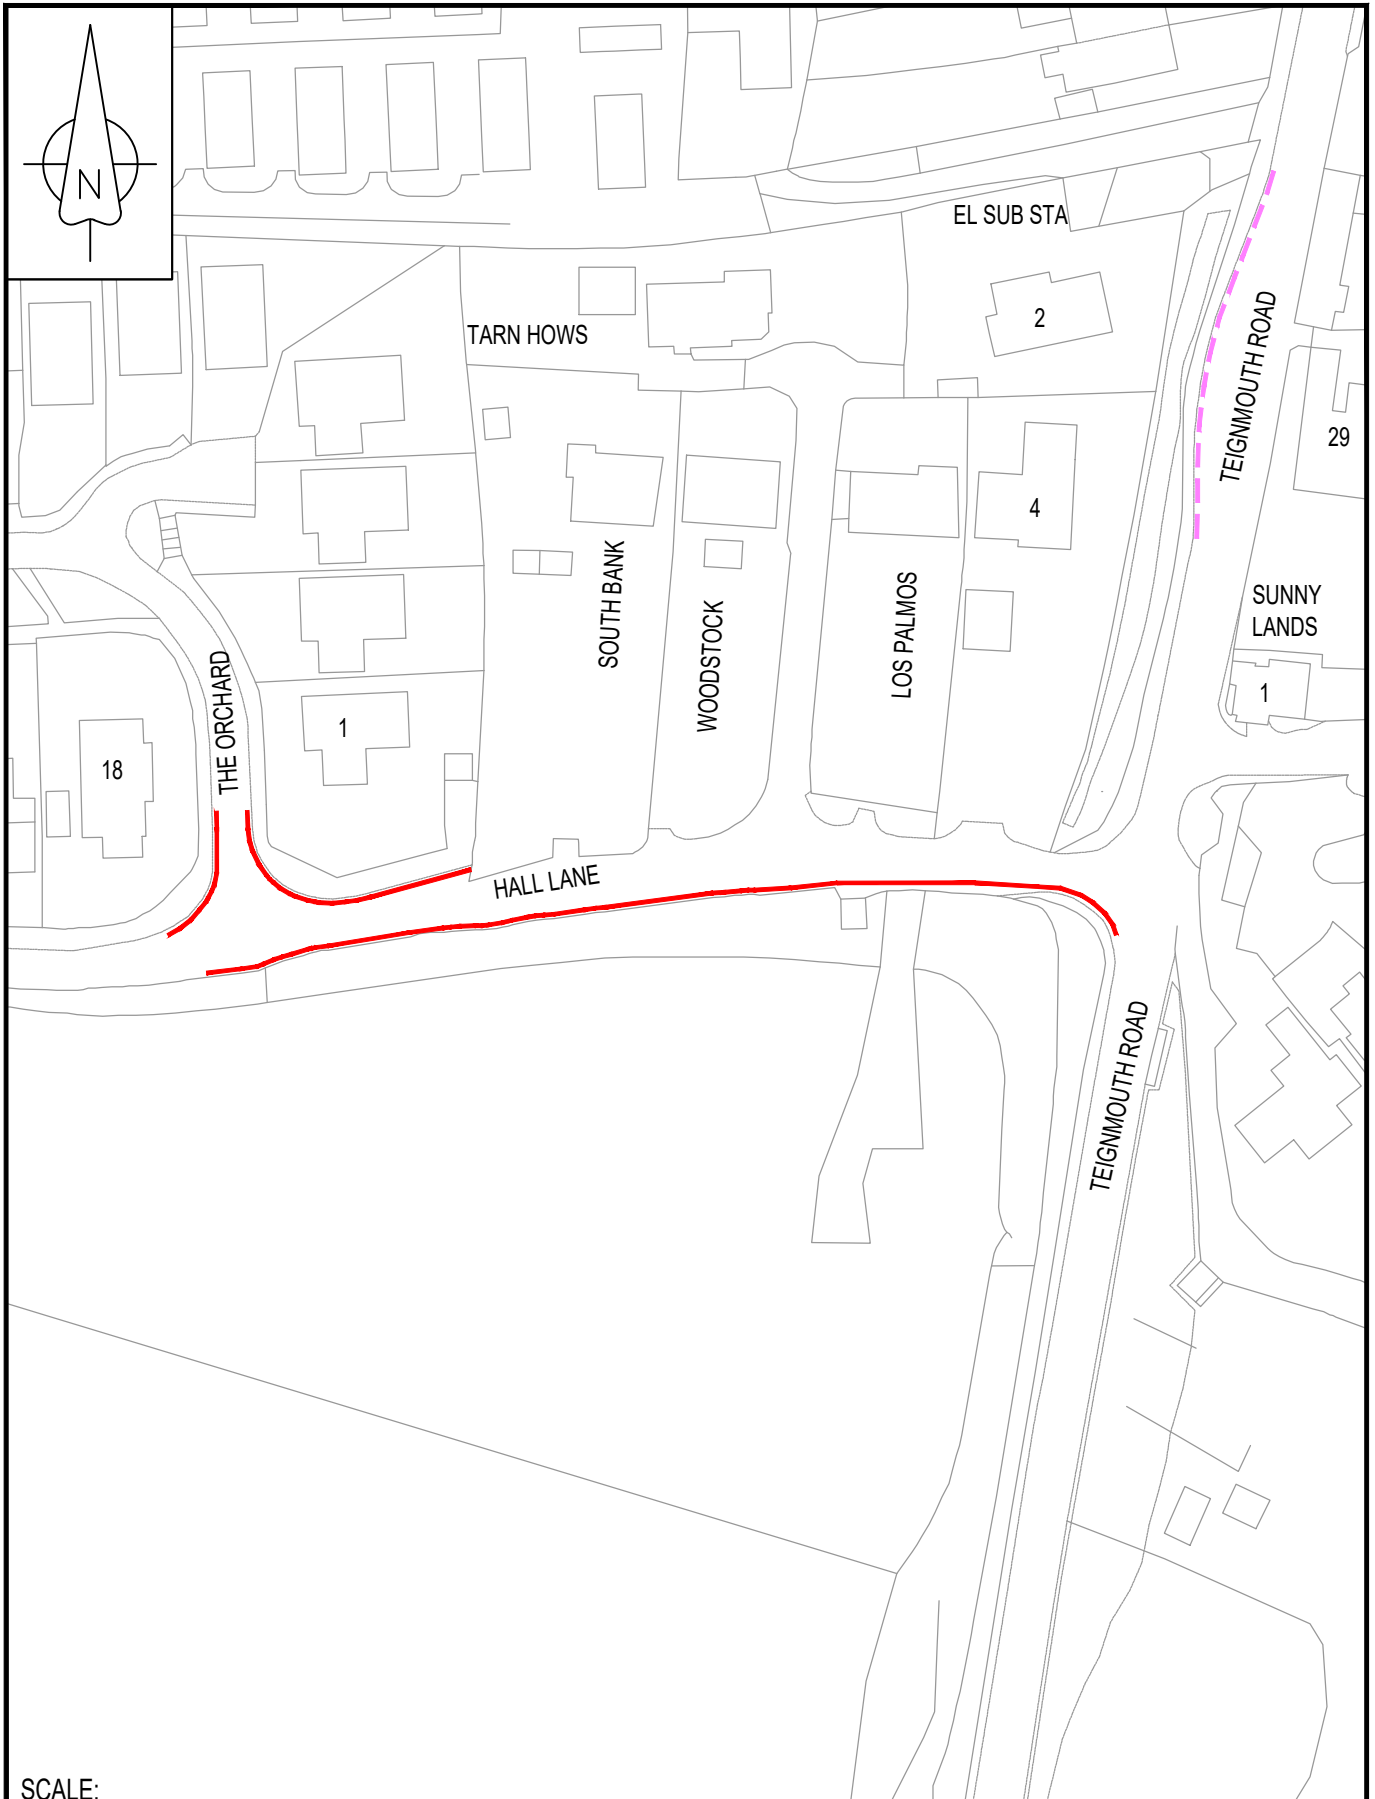 N
EL SUB STA
2
TARN HOWS
TEIGNMOUTH ROAD
29
4
SOUTH BANK
WOODSTOCK
LOS PALMOS
SUNNY
LANDS
1
THE ORCHARD
1
18
HALL LANE
TEIGNMOUTH ROAD
SCALE: